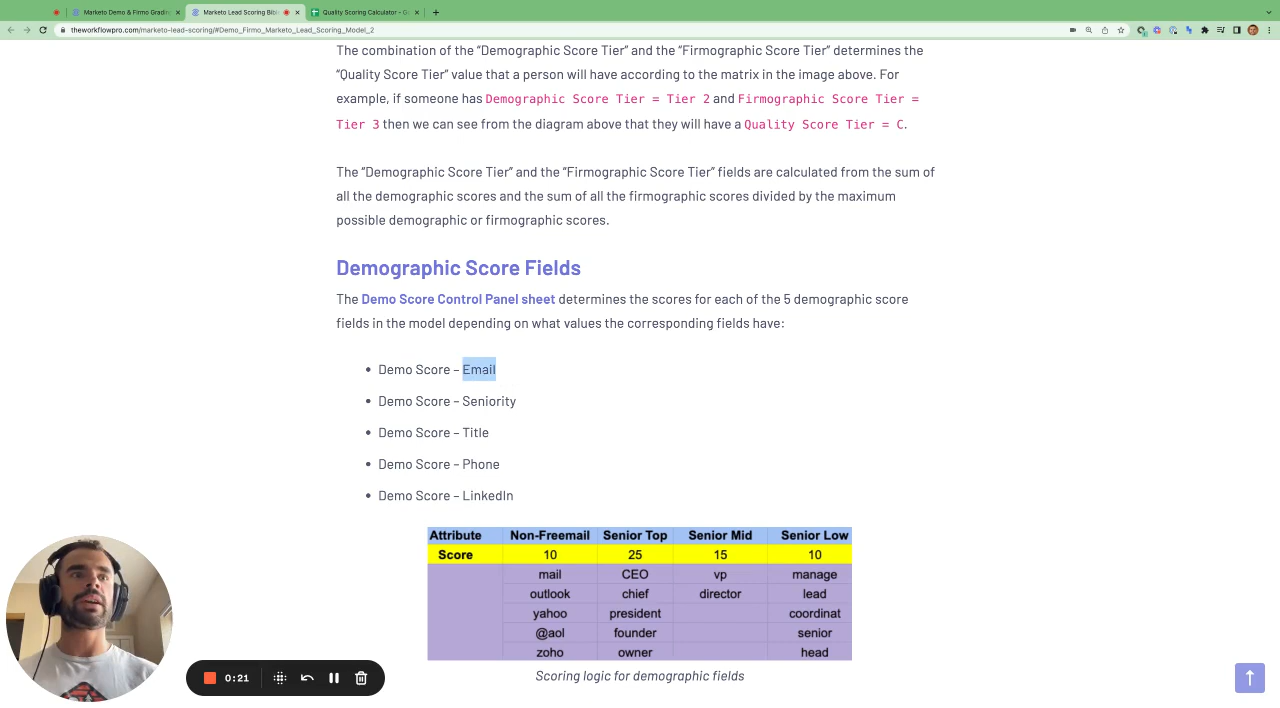 Marketo Demo & Firmo Gradin
Marketo Lead Scoring Bibl
Quality Scoring Calculator - G
theworkflowpro.com/marketo-lead-scoring/#Demo_Firmo_Marketo_Lead_Scoring_Model_2
The combination of the “Demographic Score Tier” and the “Firmographic Score Tier” determines the
“Quality Score Tier” value that a person will have according to the matrix in the image above. For
example, if someone has Demographic Score Tier = Tier 2 and Firmographic Score Tier =
Tier 3 then we can see from the diagram above that they will have a Quality Score Tier = C.
The “Demographic Score Tier” and the “Firmographic Score Tier” fields are calculated from the sum of
all the demographic scores and the sum of all the firmographic scores divided by the maximum
possible demographic or firmographic scores.
Demographic Score Fields
The Demo Score Control Panel sheet determines the scores for each of the 5 demographic score
fields in the model depending on what values the corresponding fields have:
• Demo Score – Email
• Demo Score – Seniority
• Demo Score – Title
• Demo Score – Phone
• Demo Score – LinkedIn
Attribute Non-Freemail Senior Top Senior Mid Senior Low
Score 10 25 15 10
mail CEO vp manage
outlook chief director lead
yahoo president coordinat
@aol founder senior
zoho owner head
Scoring logic for demographic fields
0:21